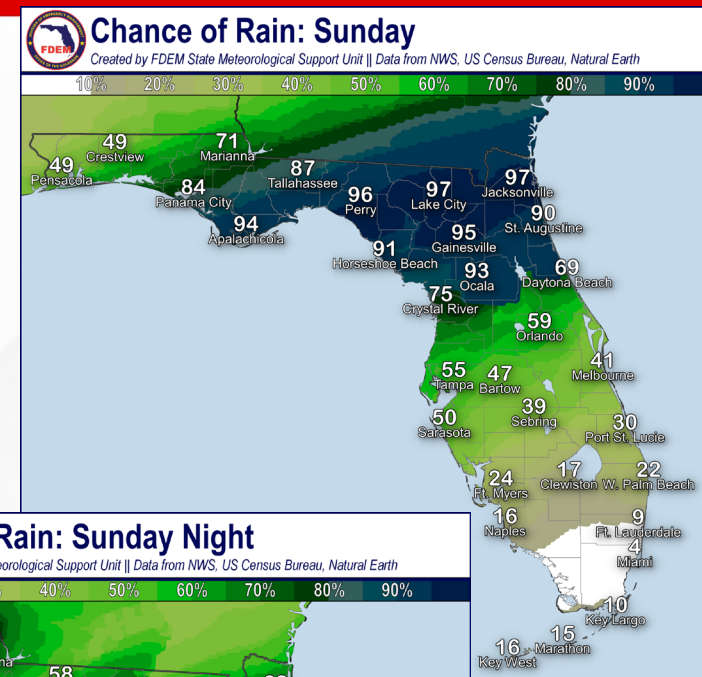 FDEM
Chance of Rain: Sunday
Created by FDEM State Meteorological Support Unit || Data from NWS, US Census Bureau, Natural Earth
10% 20% 30% 40% 50% 60% 70% 80% 90%
49
Crestview
71
Marianna
49
Pensacola
84
Panama City
87
Tallahassee
94
Apalachicola
96
Perry
97
Lake City
97
Jacksonville
90
St. Augustine
95
Gainesville
91
Horseshoe Beach
93
Ocala
69
Daytona Beach
75
Crystal River
59
Orlando
55
Tampa
47
Bartow
41
Melbourne
50
Sarasota
39
Sebring
30
Port St. Lucie
24
Ft. Myers
17
Clewiston
22
W. Palm Beach
16
Naples
9
Ft. Lauderdale
4
Miami
10
Key Largo
15
Marathon
16
Key West
Rain: Sunday Night
eorological Support Unit || Data from NWS, US Census Bureau, Natural Earth
40% 50% 60% 70% 80% 90%
na
58